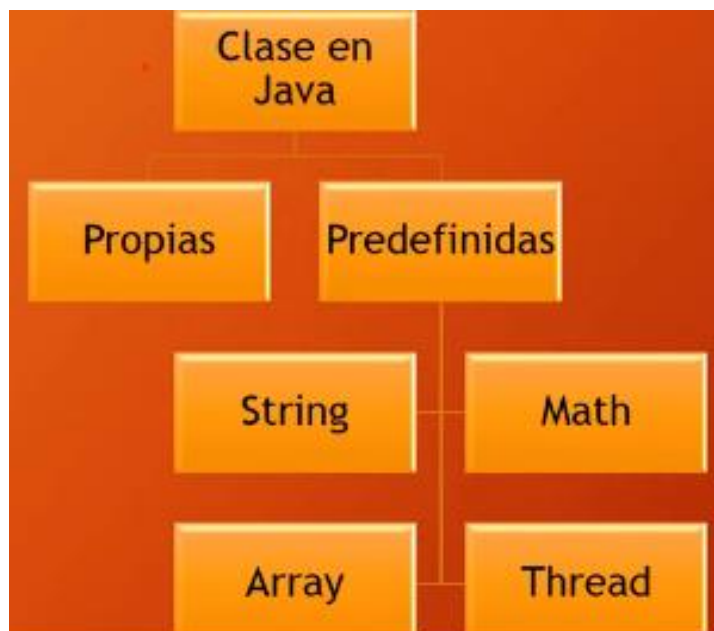 Clase en
Java
Propias
Predefinidas
String
Math
Array
Thread